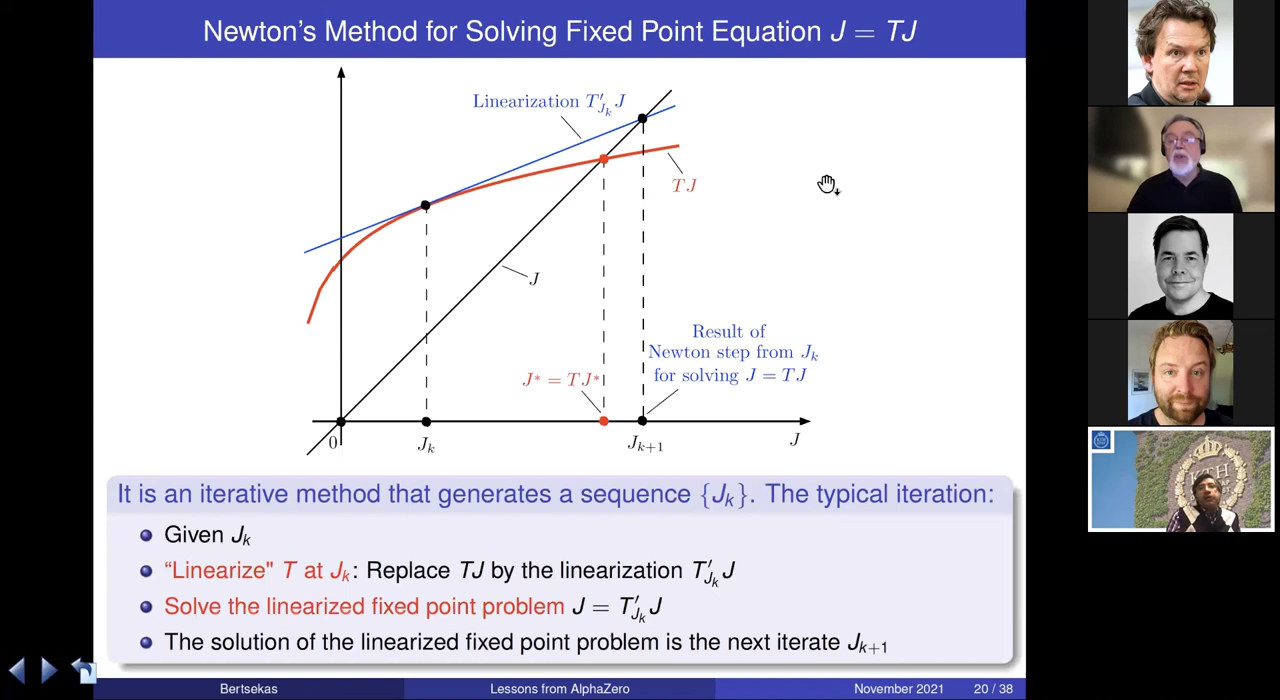 Newton's Method for Solving Fixed Point Equation J = TJ
Linearization T′_{J_k} J
TJ
J
Result of
Newton step from J_k
for solving J = TJ
J* = TJ*
0
J_k
J_{k+1}
J
It is an iterative method that generates a sequence {J_k}. The typical iteration:
Given J_k
“Linearize" T at J_k: Replace TJ by the linearization T′_{J_k} J
Solve the linearized fixed point problem J = T′_{J_k} J
The solution of the linearized fixed point problem is the next iterate J_{k+1}
Bertsekas
Lessons from AlphaZero
November 2021
20 / 38
KTH